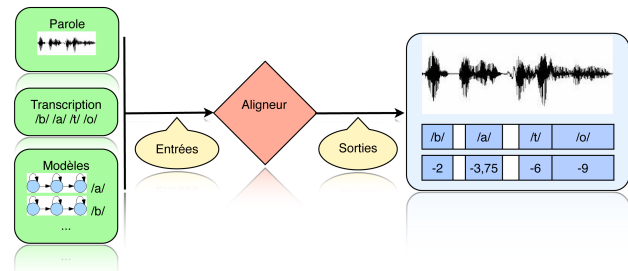 Parole
Transcription
/b/ /a/ /t/ /o/
Modèles
/a/
/b/
...
Entrées
Aligneur
Sorties
/b/ /a/ /t/ /o/
-2 -3,75 -6 -9